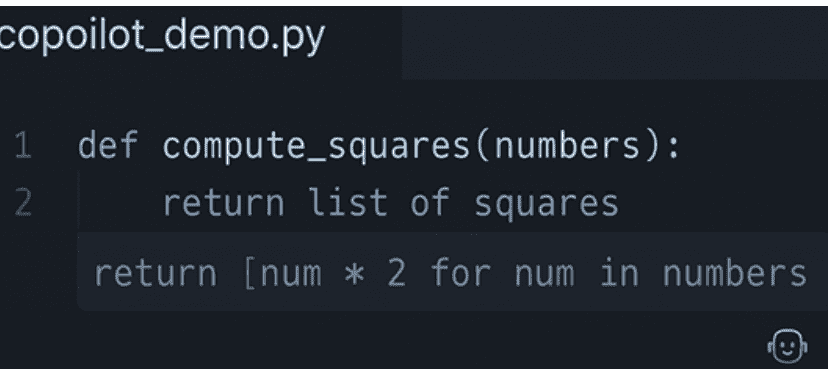 copoilot_demo.py
1 def compute_squares(numbers):
2 return list of squares
return [num * 2 for num in numbers